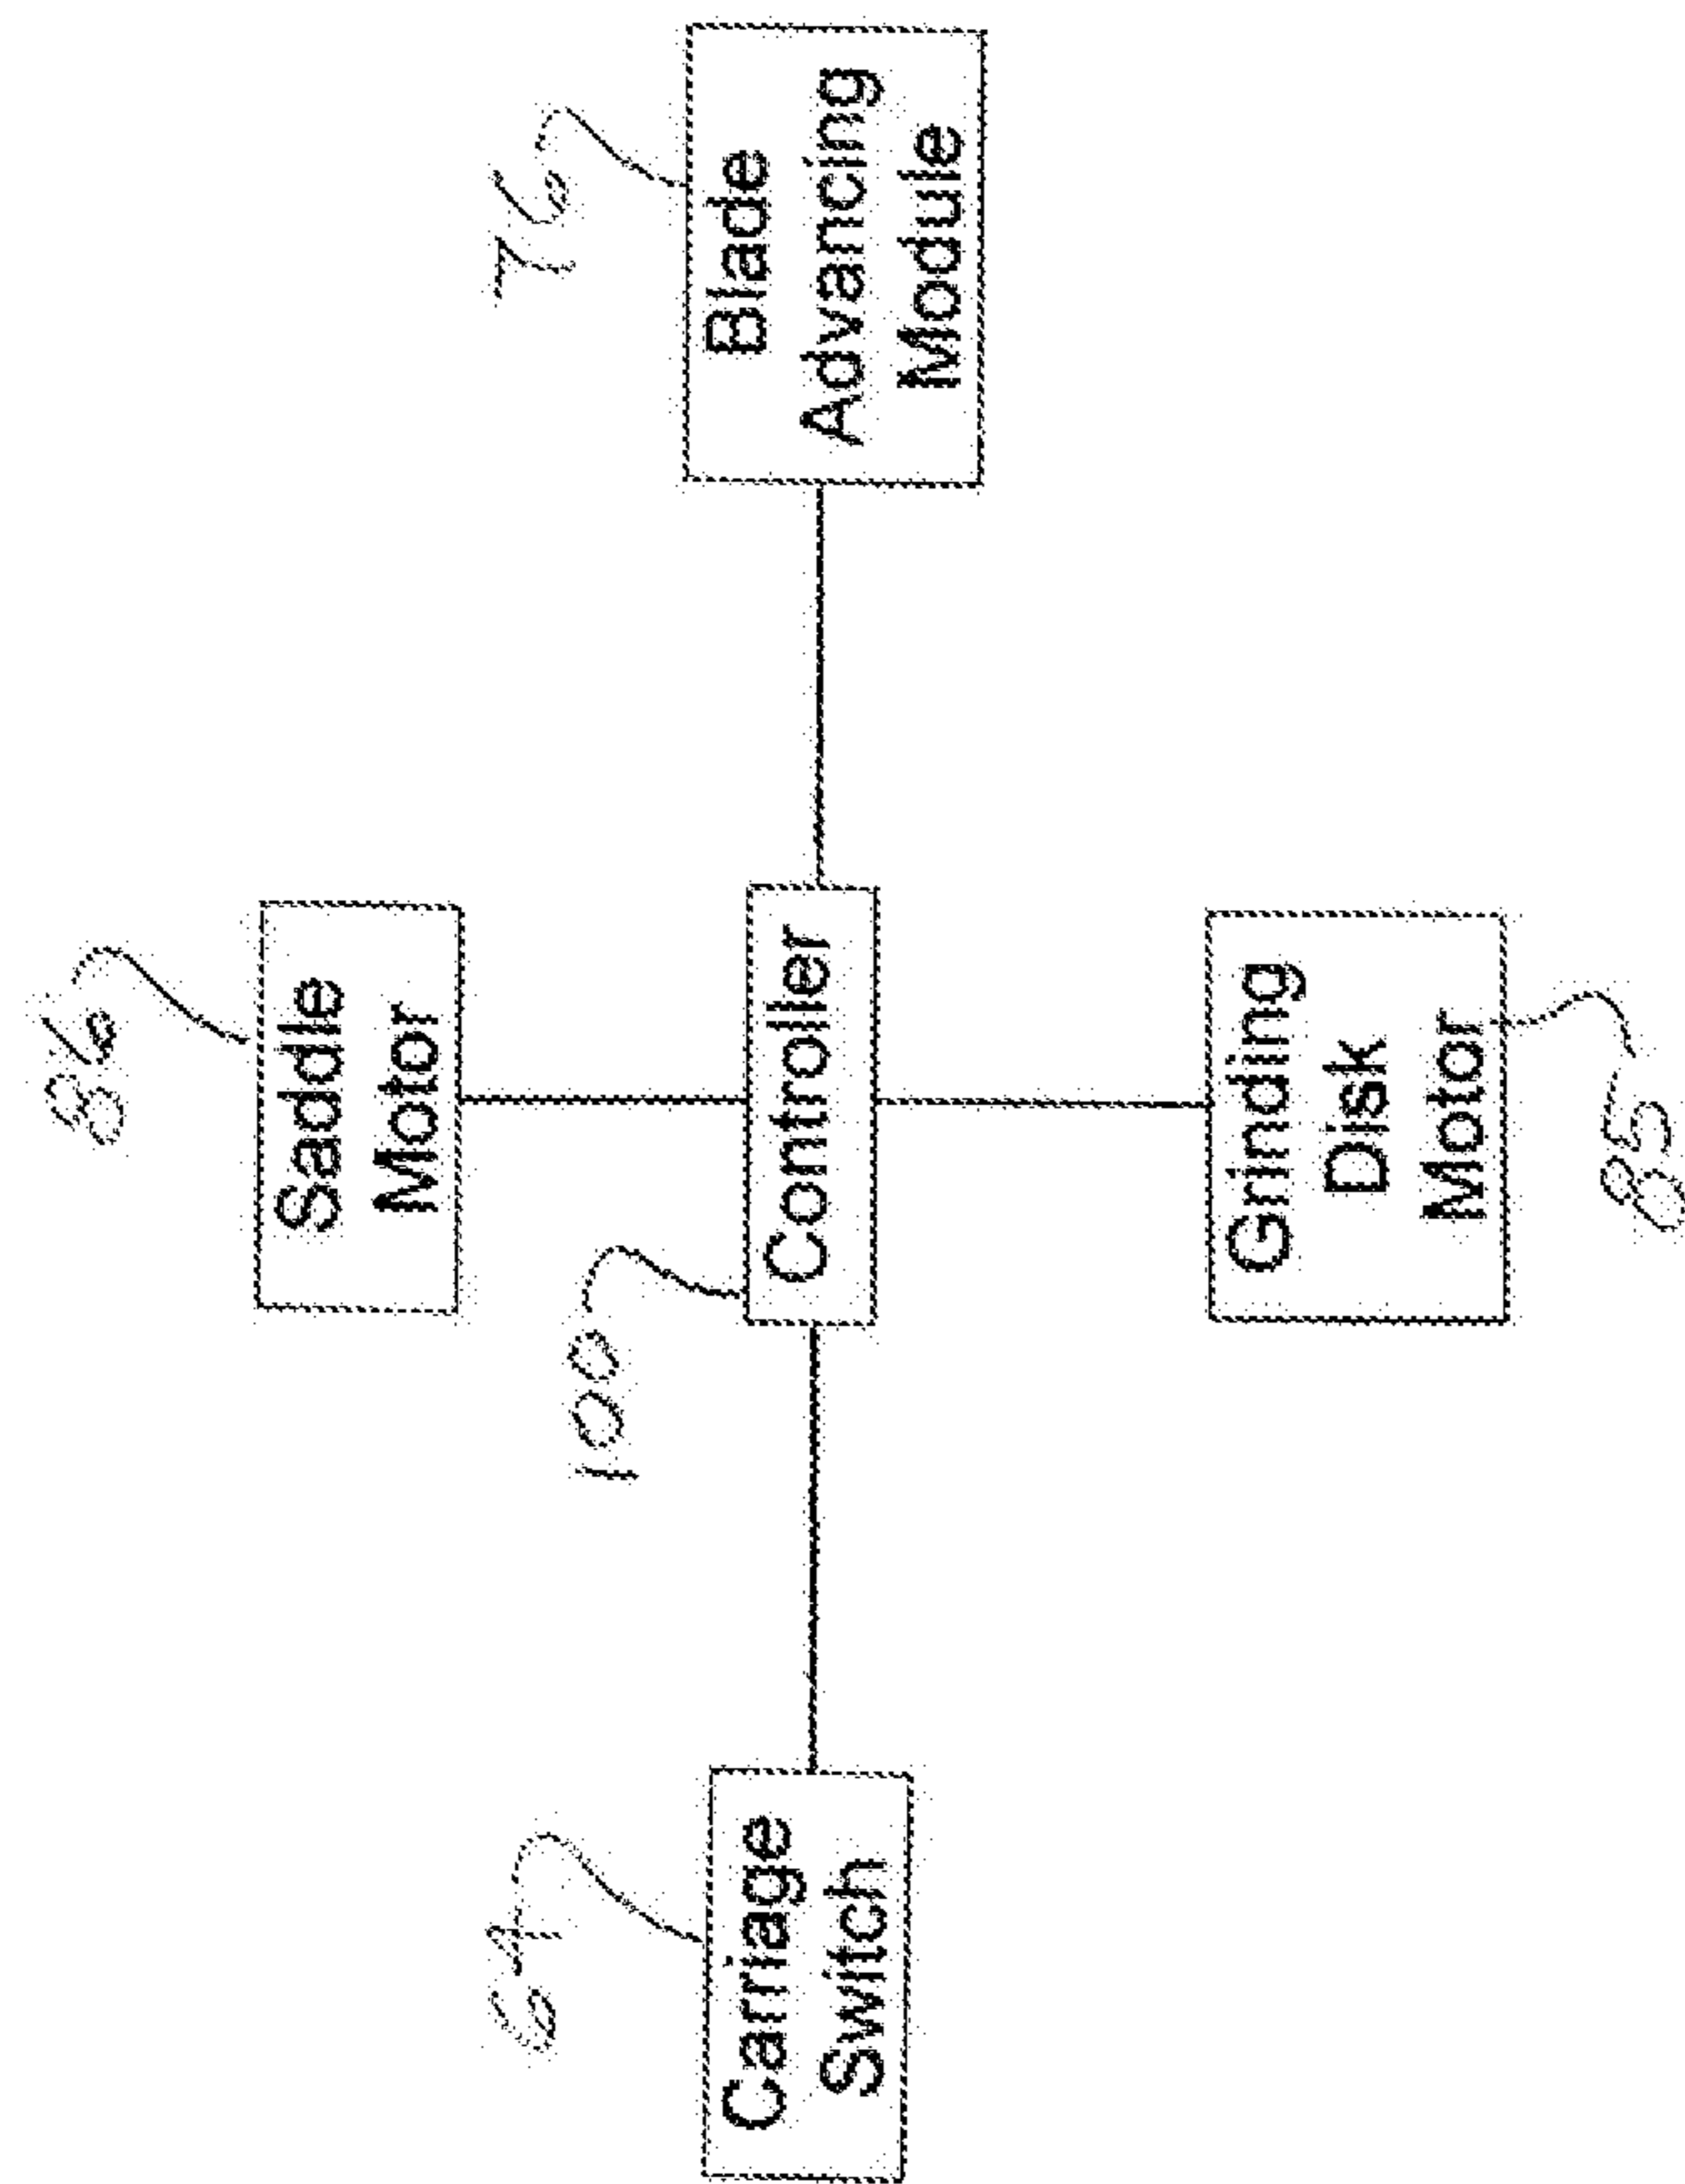 86
Saddle
Motor
76
Blade
Advancing
Module
100
Controller
64
Carriage
Switch
Grinding
Disk
Motor
85